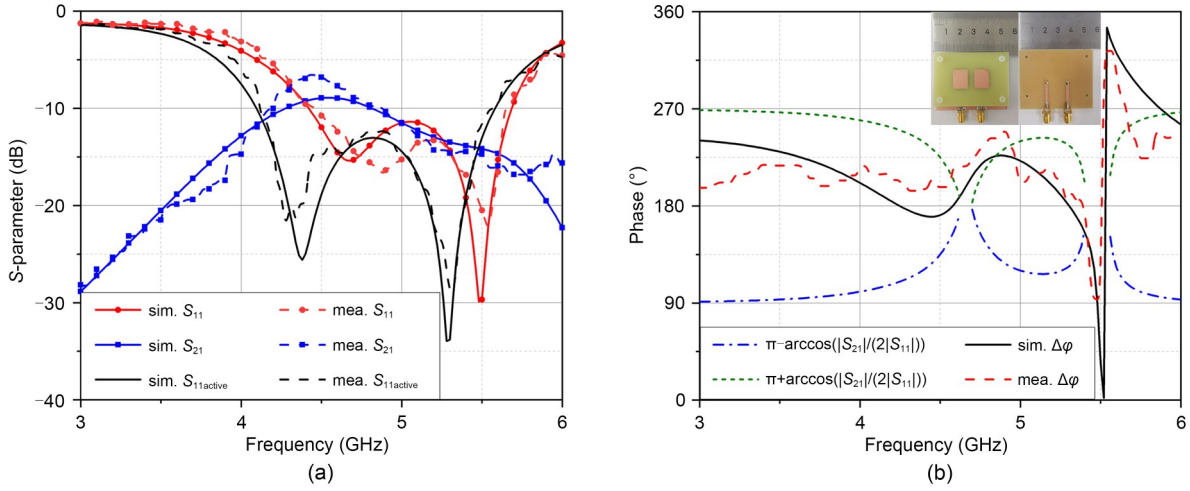 0
−10
−20
−30
−40
S-parameter (dB)
sim. S11
mea. S11
sim. S21
mea. S21
sim. S11active
mea. S11active
3
4
5
6
Frequency (GHz)
(a)
360
270
180
90
0
Phase (°)
1 2 3 4 5 6
1 2 3 4 5 6
π−arccos(|S21|/(2|S11|))
sim. Δφ
π+arccos(|S21|/(2|S11|))
mea. Δφ
3
4
5
6
Frequency (GHz)
(b)